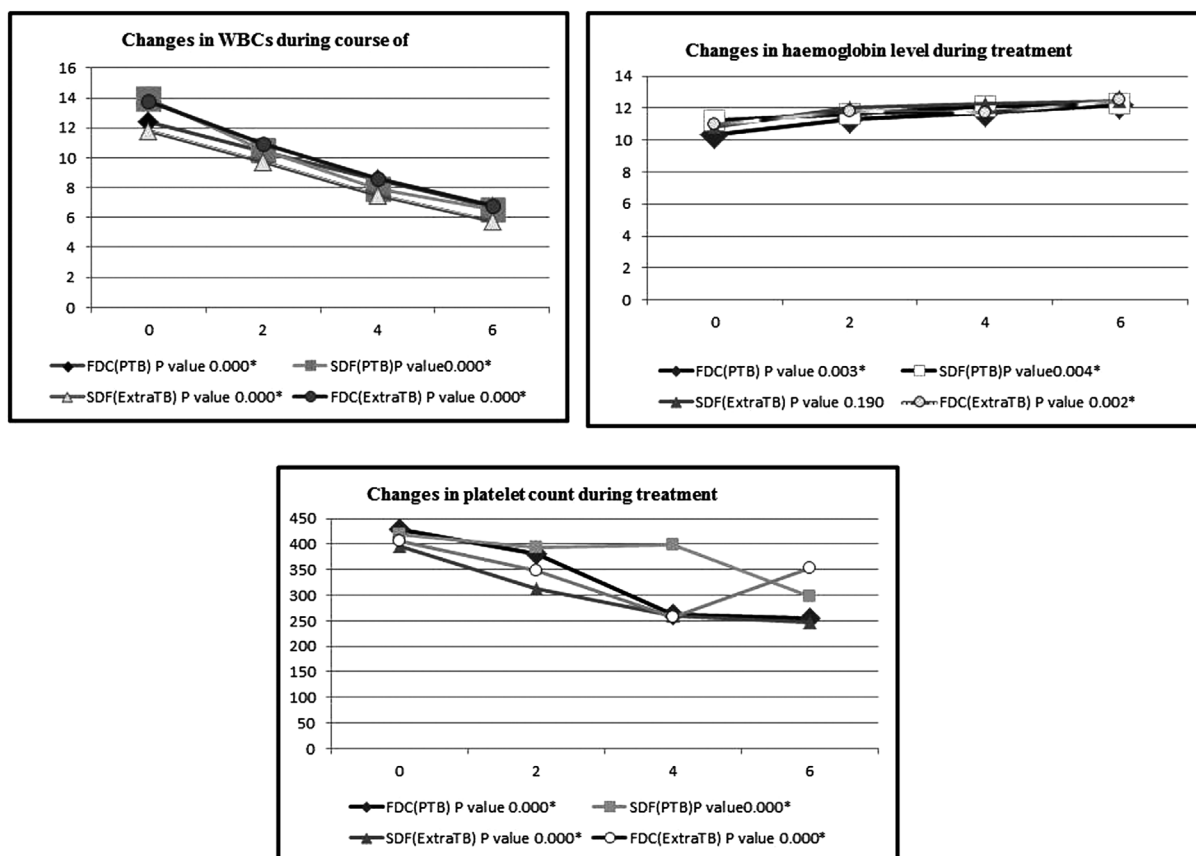 Changes in WBCs during course of
16
14
12
10
8
6
4
2
0
0 2 4 6
FDC(PTB) P value 0.000* SDF(PTB)P value0.000*
SDF(ExtraTB) P value 0.000* FDC(ExtraTB) P value 0.000*
Changes in haemoglobin level during treatment
14
12
10
8
6
4
2
0
0 2 4 6
FDC(PTB) P value 0.003* SDF(PTB)P value0.004*
SDF(ExtraTB) P value 0.190 FDC(ExtraTB) P value 0.002*
Changes in platelet count during treatment
450
400
350
300
250
200
150
100
50
0
0 2 4 6
FDC(PTB) P value 0.000* SDF(PTB)P value0.000*
SDF(ExtraTB) P value 0.000* FDC(ExtraTB) P value 0.000*